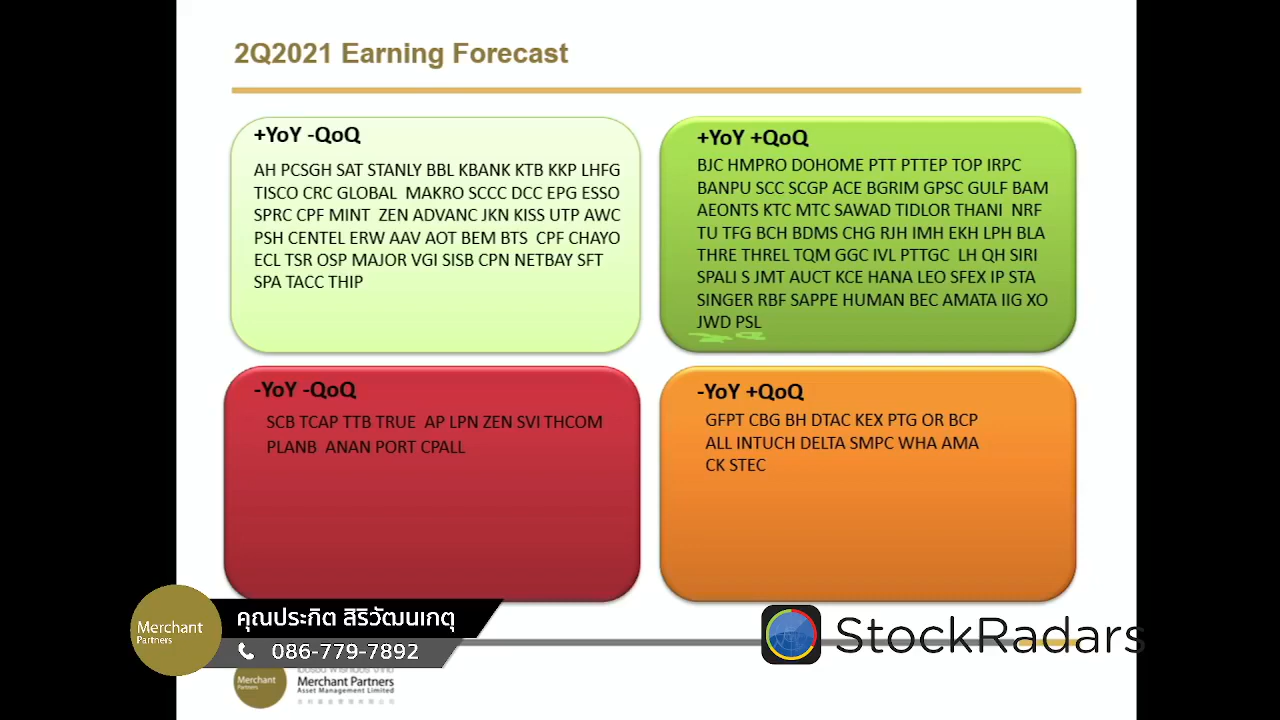 2Q2021 Earning Forecast
+YoY -QoQ
AH PCSGH SAT STANLY BBL KBANK KTB KKP LHFG
TISCO CRC GLOBAL MAKRO SCCC DCC EPG ESSO
SPRC CPF MINT ZEN ADVANC JKN KISS UTP AWC
PSH CENTEL ERW AAV AOT BEM BTS CPF CHAYO
ECL TSR OSP MAJOR VGI SISB CPN NETBAY SFT
SPA TACC THIP
+YoY +QoQ
BJC HMPRO DOHOME PTT PTTEP TOP IRPC
BANPU SCC SCGP ACE BGRIM GPSC GULF BAM
AEONTS KTC MTC SAWAD TIDLOR THANI NRF
TU TFG BCH BDMS CHG RJH IMH EKH LPH BLA
THRE THREL TQM GGC IVL PTTGC LH QH SIRI
SPALI S JMT AUCT KCE HANA LEO SFEX IP STA
SINGER RBF SAPPE HUMAN BEC AMATA IIG XO
JWD PSL
-YoY -QoQ
SCB TCAP TTB TRUE AP LPN ZEN SVI THCOM
PLANB ANAN PORT CPALL
-YoY +QoQ
GFPT CBG BH DTAC KEX PTG OR BCP
ALL INTUCH DELTA SMPC WHA AMA
CK STEC
Merchant
Partners
คุณประกิต สิริวัฒนเกตุ
086-779-7892
StockRadars
Merchant
Partners
Merchant Partners
Asset Management Limited